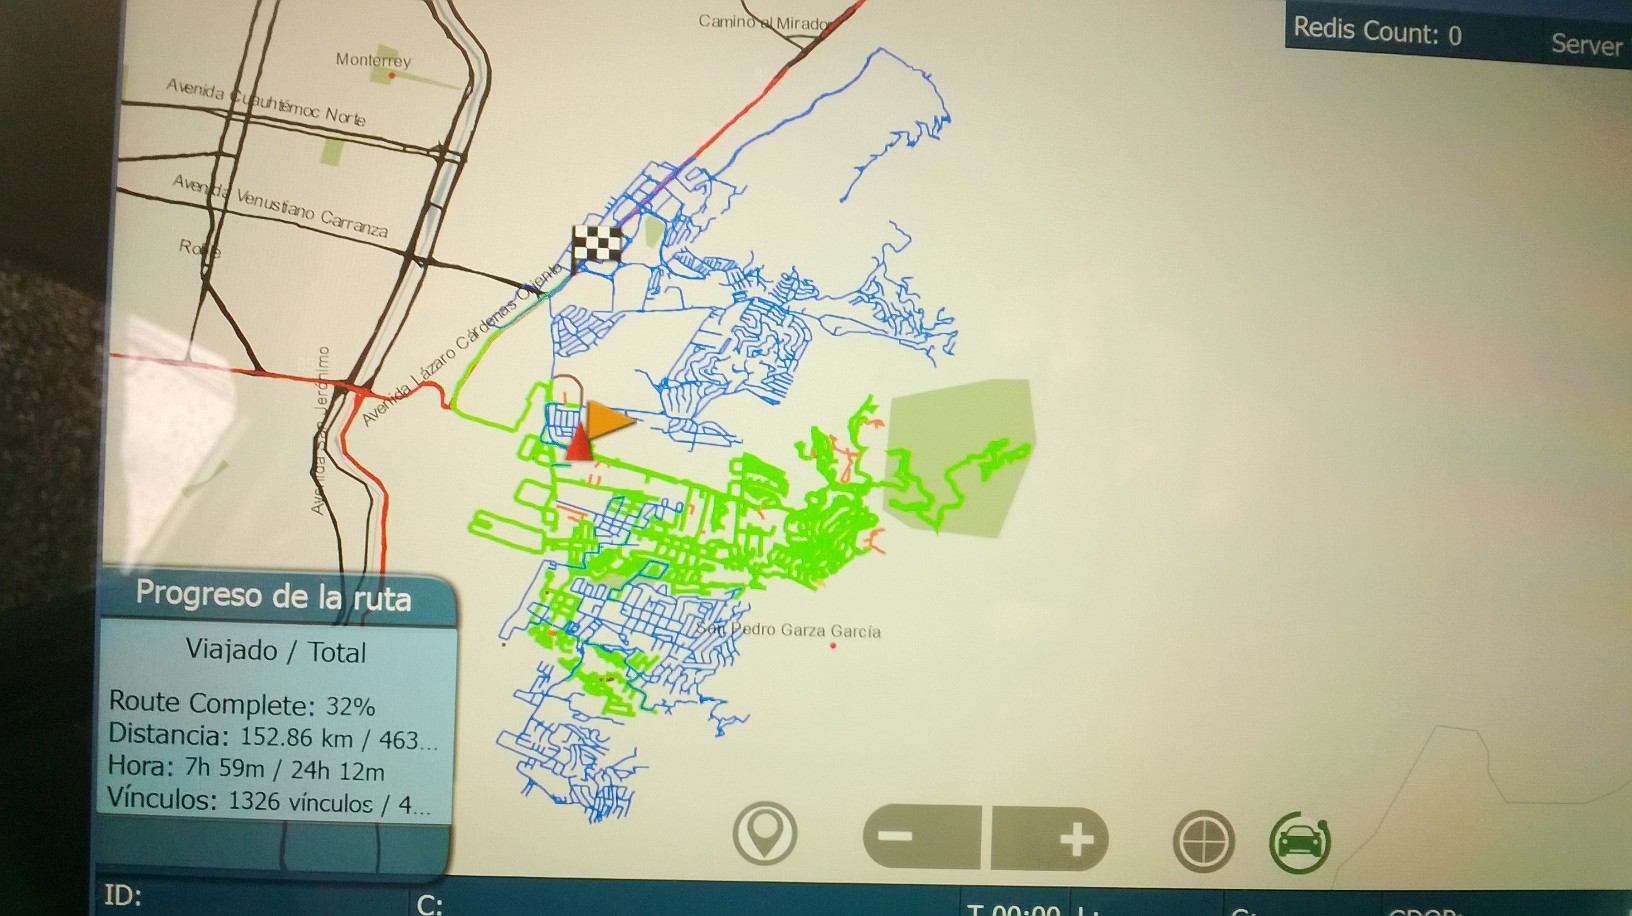 Camino al Mirador
Redis Count: 0
Server
Monterrey
Avenida Cuauhtémoc Norte
Avenida Venustiano Carranza
Roble
Avenida Lázaro Cárdenas Oriente
Avenida San Jerónimo
San Pedro Garza García
Progreso de la ruta
Viajado / Total
Route Complete: 32%
Distancia: 152.86 km / 463...
Hora: 7h 59m / 24h 12m
Vínculos: 1326 vínculos / 4...
ID:
C:
T 00:00